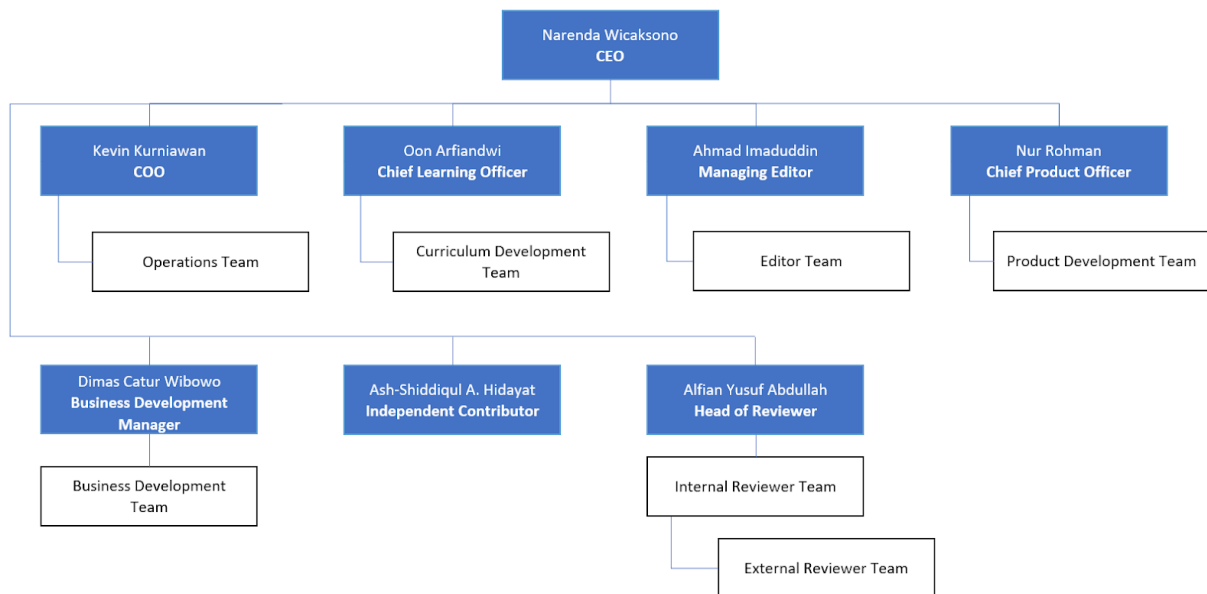 Narenda Wicaksono
CEO
Kevin Kurniawan
COO
Oon Arfiandwi
Chief Learning Officer
Ahmad Imaduddin
Managing Editor
Nur Rohman
Chief Product Officer
Operations Team
Curriculum Development
Team
Editor Team
Product Development Team
Dimas Catur Wibowo
Business Development
Manager
Ash-Shiddiqul A. Hidayat
Independent Contributor
Alfian Yusuf Abdullah
Head of Reviewer
Business Development
Team
Internal Reviewer Team
External Reviewer Team